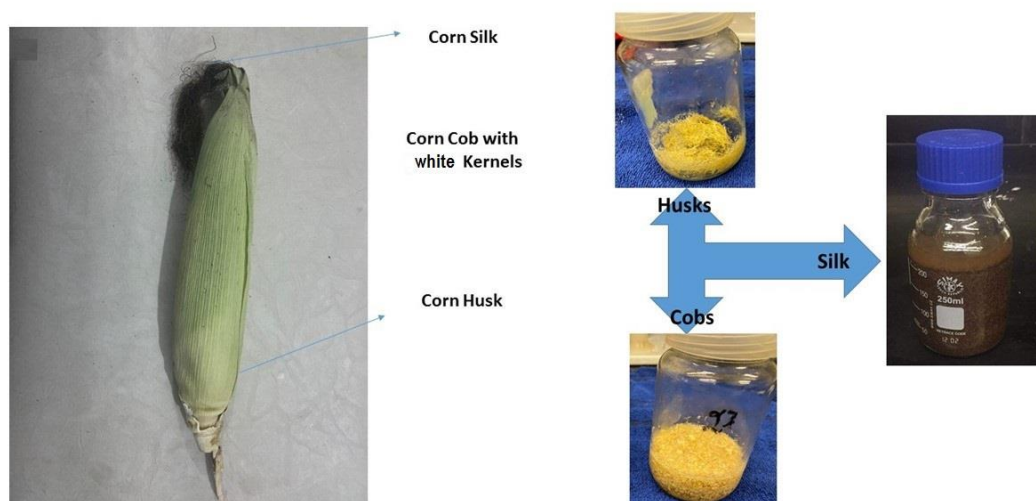 Corn Silk
Corn Cob with
white Kernels
Corn Husk
Husks
Silk
Cobs
250ml